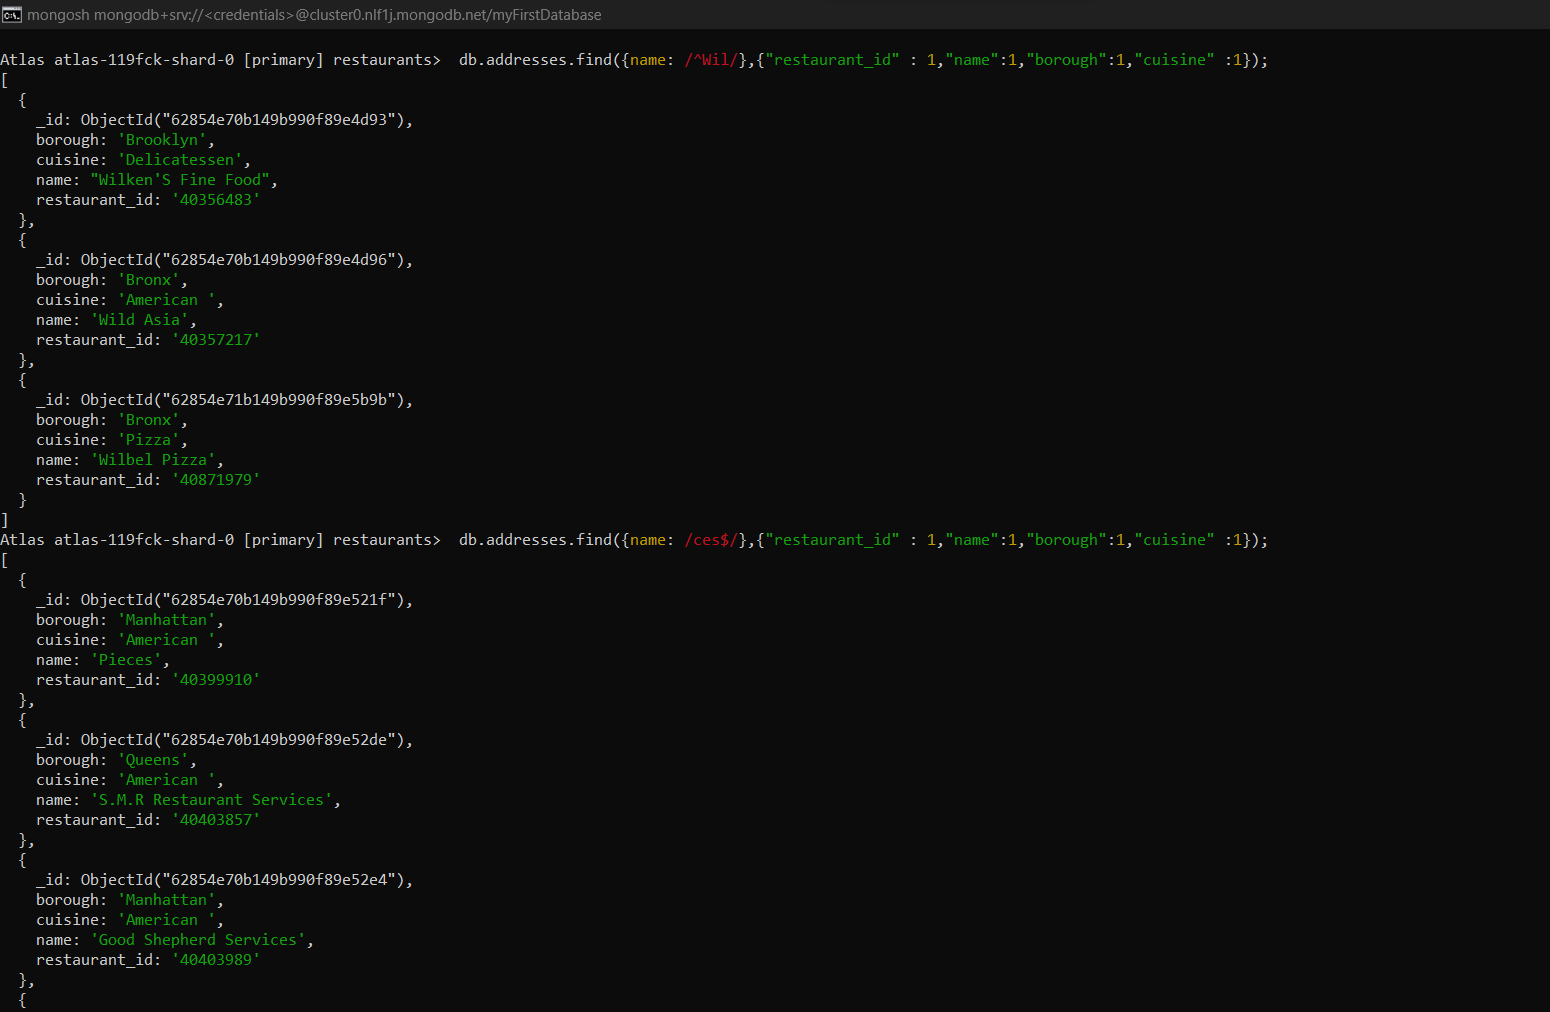 mongosh mongodb+srv://<credentials>@cluster0.nlf1j.mongodb.net/myFirstDatabase
Atlas atlas-119fck-shard-0 [primary] restaurants>  db.addresses.find({name: /^Wil/},{"restaurant_id" : 1,"name":1,"borough":1,"cuisine" :1});
[
  {
    _id: ObjectId("62854e70b149b990f89e4d93"),
    borough: 'Brooklyn',
    cuisine: 'Delicatessen',
    name: "Wilken'S Fine Food",
    restaurant_id: '40356483'
  },
  {
    _id: ObjectId("62854e70b149b990f89e4d96"),
    borough: 'Bronx',
    cuisine: 'American ',
    name: 'Wild Asia',
    restaurant_id: '40357217'
  },
  {
    _id: ObjectId("62854e71b149b990f89e5b9b"),
    borough: 'Bronx',
    cuisine: 'Pizza',
    name: 'Wilbel Pizza',
    restaurant_id: '40871979'
  }
]
Atlas atlas-119fck-shard-0 [primary] restaurants>  db.addresses.find({name: /ces$/},{"restaurant_id" : 1,"name":1,"borough":1,"cuisine" :1});
[
  {
    _id: ObjectId("62854e70b149b990f89e521f"),
    borough: 'Manhattan',
    cuisine: 'American ',
    name: 'Pieces',
    restaurant_id: '40399910'
  },
  {
    _id: ObjectId("62854e70b149b990f89e52de"),
    borough: 'Queens',
    cuisine: 'American ',
    name: 'S.M.R Restaurant Services',
    restaurant_id: '40403857'
  },
  {
    _id: ObjectId("62854e70b149b990f89e52e4"),
    borough: 'Manhattan',
    cuisine: 'American ',
    name: 'Good Shepherd Services',
    restaurant_id: '40403989'
  },
  {